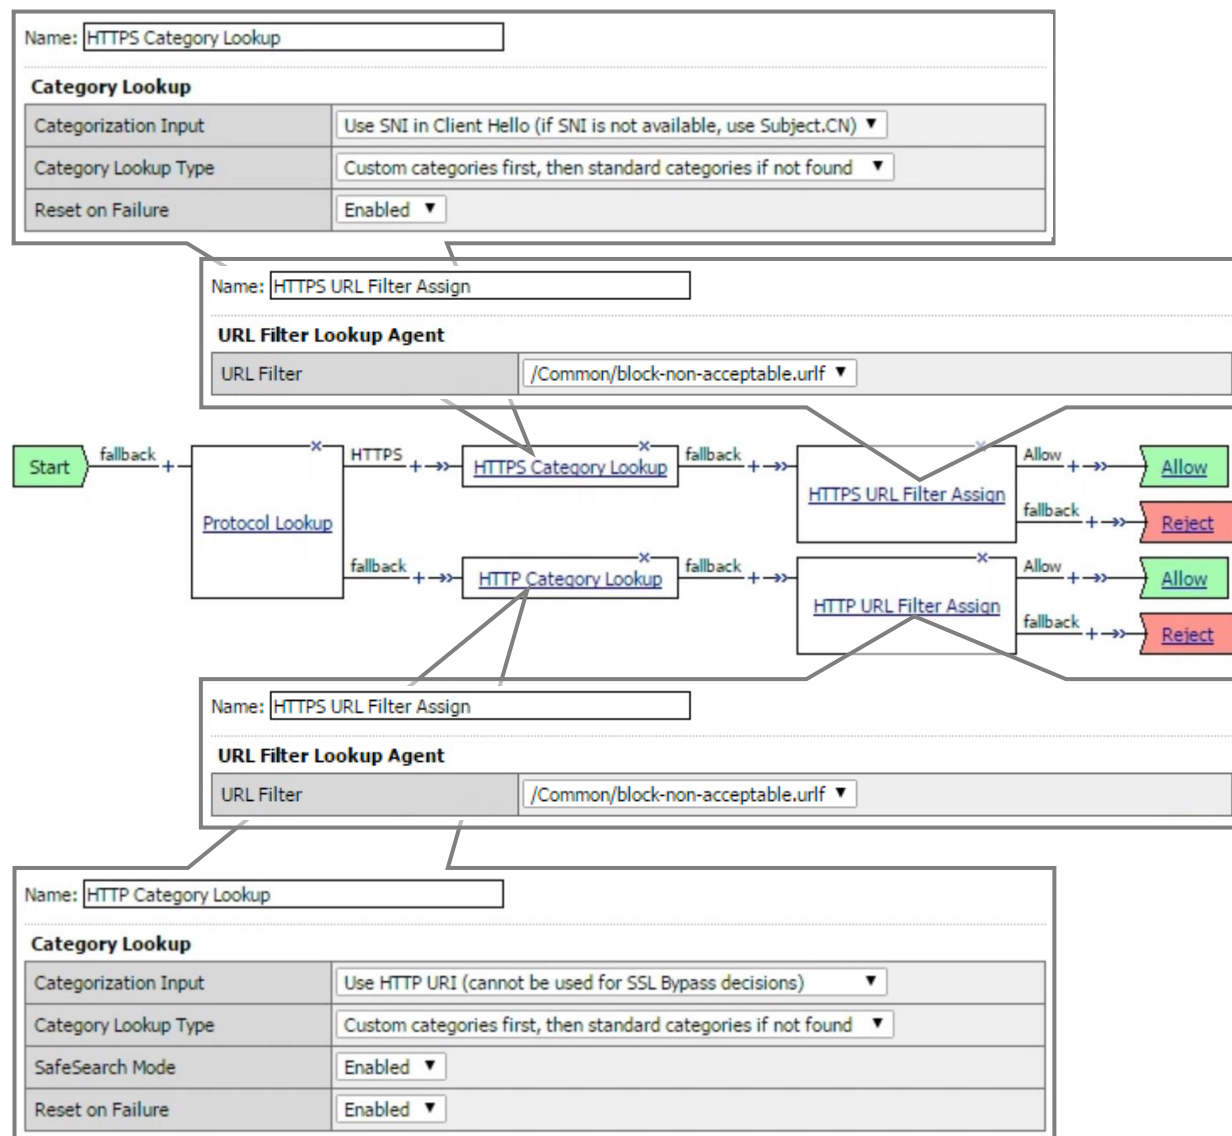 Name: HTTPS Category Lookup
Category Lookup
Categorization Input Use SNI in Client Hello (if SNI is not available, use Subject.CN) ▼
Category Lookup Type Custom categories first, then standard categories if not found ▼
Reset on Failure Enabled ▼
Name: HTTPS URL Filter Assign
URL Filter Lookup Agent
URL Filter /Common/block-non-acceptable.urlf ▼
Start fallback + Protocol Lookup × HTTPS + HTTPS Category Lookup × fallback + HTTPS URL Filter Assign × Allow + Allow
fallback + Reject
fallback + HTTP Category Lookup × fallback + HTTP URL Filter Assign × Allow + Allow
fallback + Reject
Name: HTTPS URL Filter Assign
URL Filter Lookup Agent
URL Filter /Common/block-non-acceptable.urlf ▼
Name: HTTP Category Lookup
Category Lookup
Categorization Input Use HTTP URI (cannot be used for SSL Bypass decisions) ▼
Category Lookup Type Custom categories first, then standard categories if not found ▼
SafeSearch Mode Enabled ▼
Reset on Failure Enabled ▼